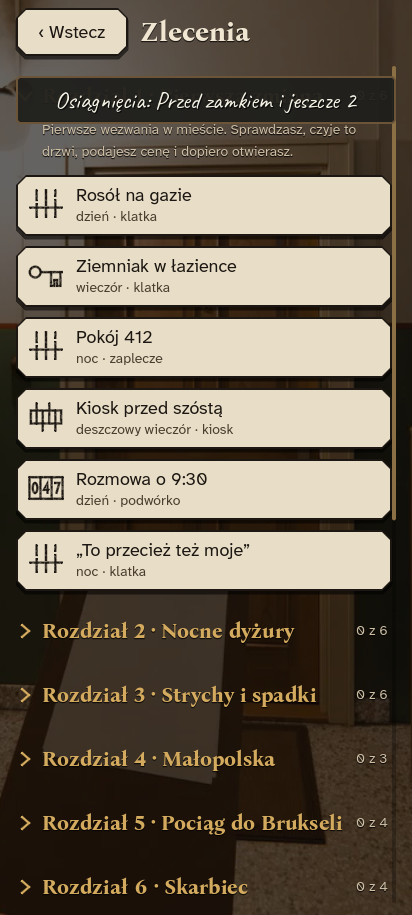 ‹ Wstecz
Zlecenia
Osiągnięcia: Przed zamkiem i jeszcze 2
Pierwsze wezwania w mieście. Sprawdzasz, czyje to
drzwi, podajesz cenę i dopiero otwierasz.
Rosół na gazie
dzień · klatka
Ziemniak w łazience
wieczór · klatka
Pokój 412
noc · zaplecze
Kiosk przed szóstą
deszczowy wieczór · kiosk
047
Rozmowa o 9:30
dzień · podwórko
„To przecież też moje”
noc · klatka
Rozdział 2 · Nocne dyżury 0 z 6
Rozdział 3 · Strychy i spadki 0 z 6
Rozdział 4 · Małopolska 0 z 3
Rozdział 5 · Pociąg do Brukseli 0 z 4
Rozdział 6 · Skarbiec 0 z 4